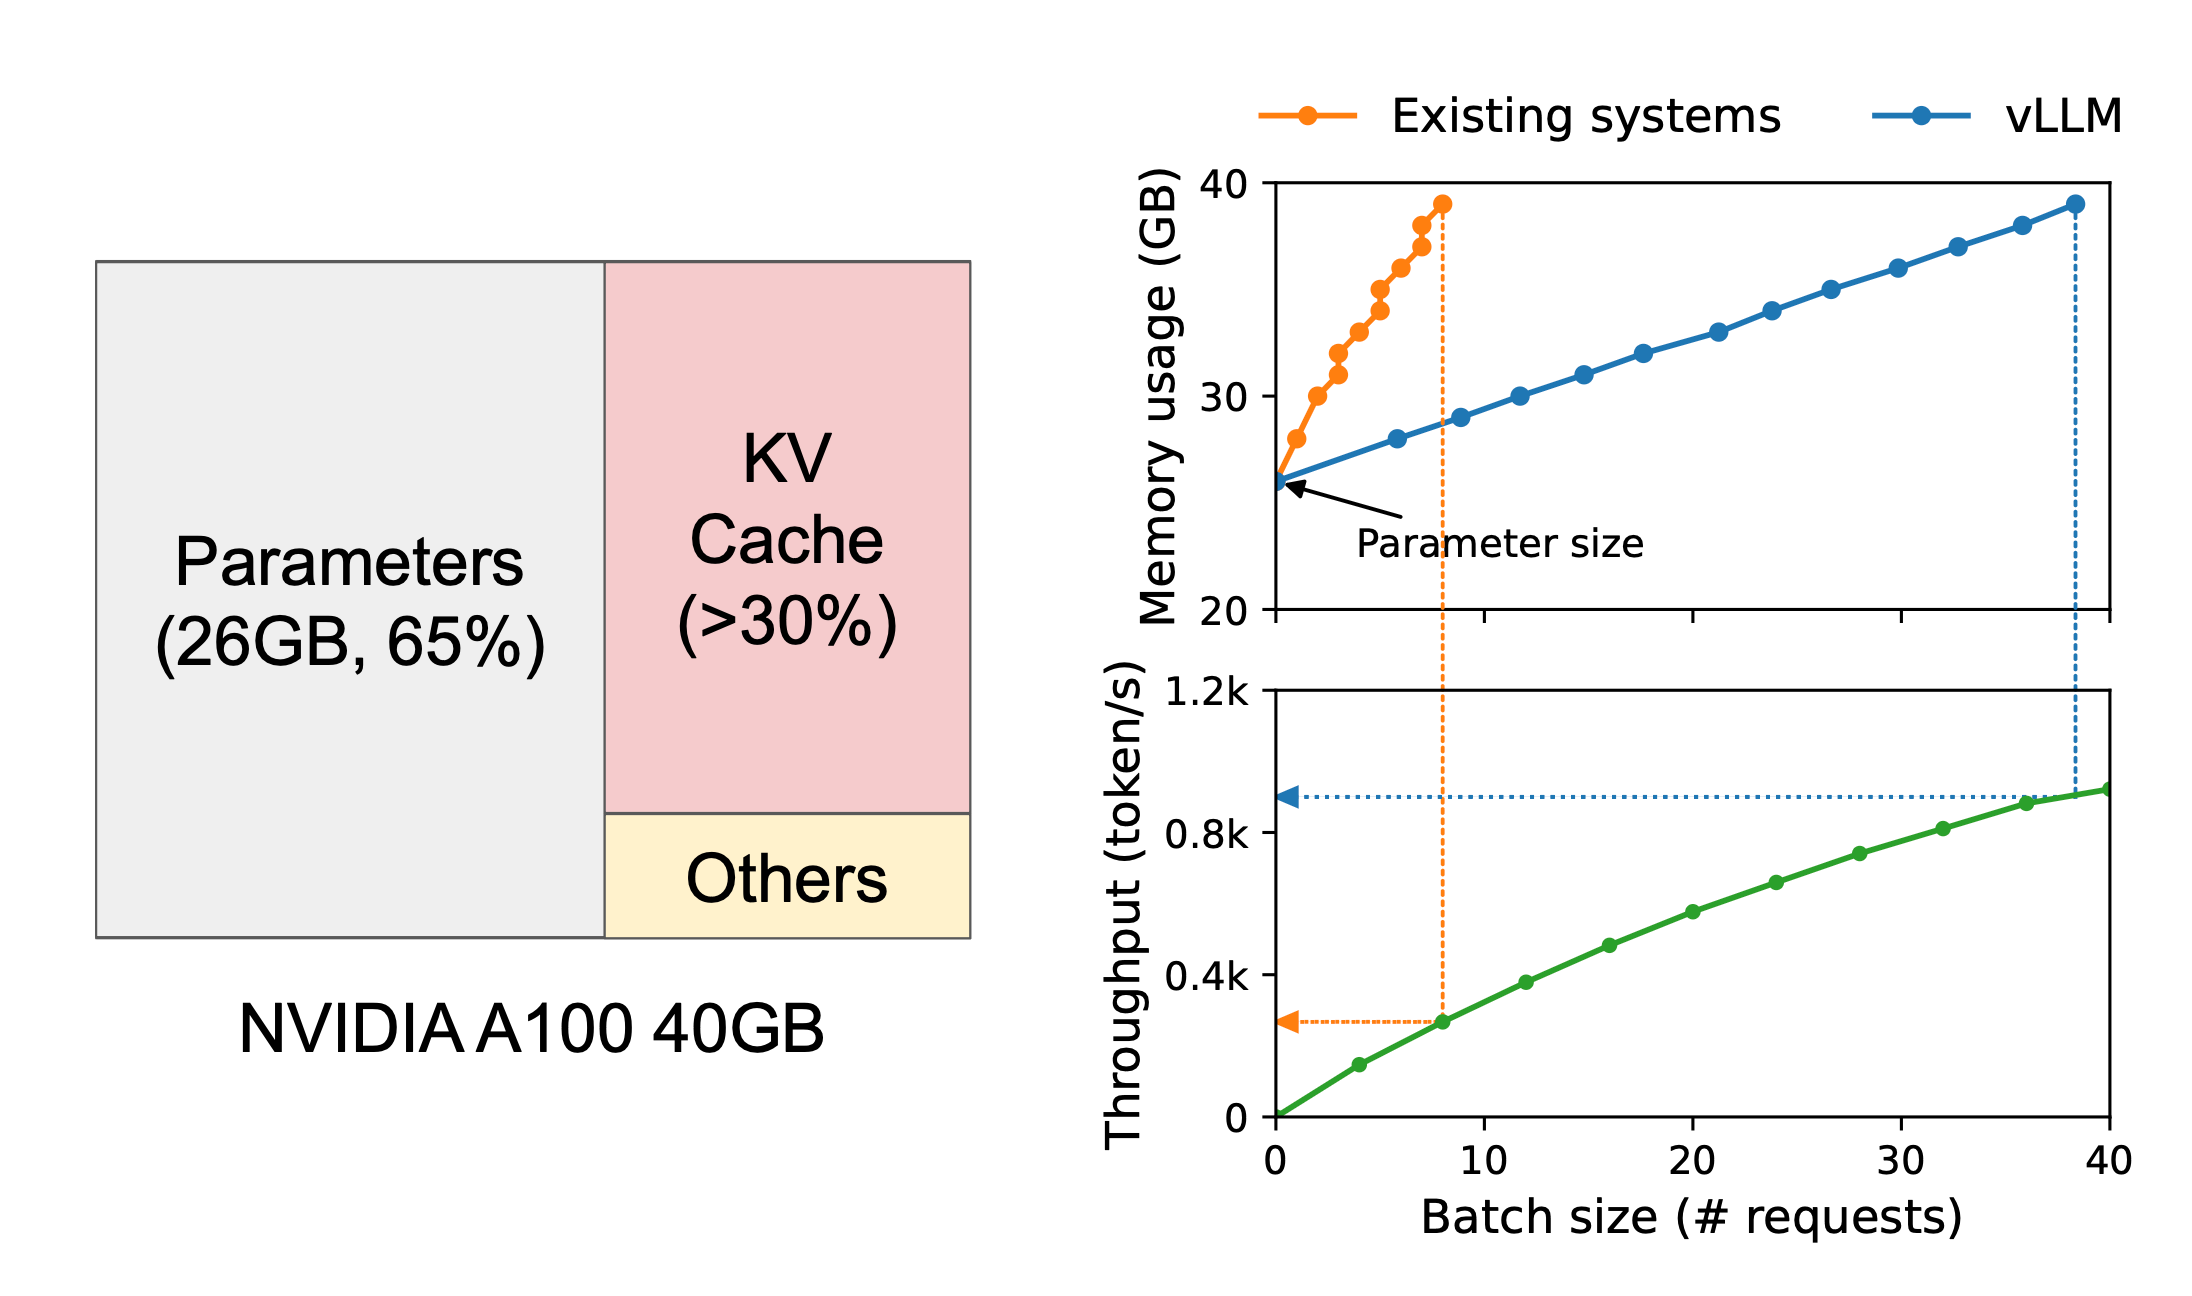 Parameters
(26GB, 65%)
KV
Cache
(>30%)
Others
NVIDIA A100 40GB
Existing systems
vLLM
Memory usage (GB)
40
30
20
Parameter size
Throughput (token/s)
1.2k
0.8k
0.4k
0
0 10 20 30 40
Batch size (# requests)